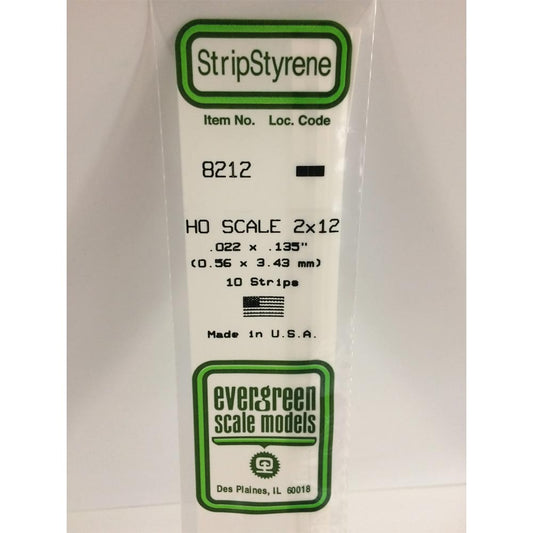 StripStyrene
Item No. Loc. Code
8212
HO SCALE 2x12
.022 x .135"
(0.56 x 3.43 mm)
10 Strips
Made in U.S.A.
evergreen
scale models
Des Plaines, IL 60018